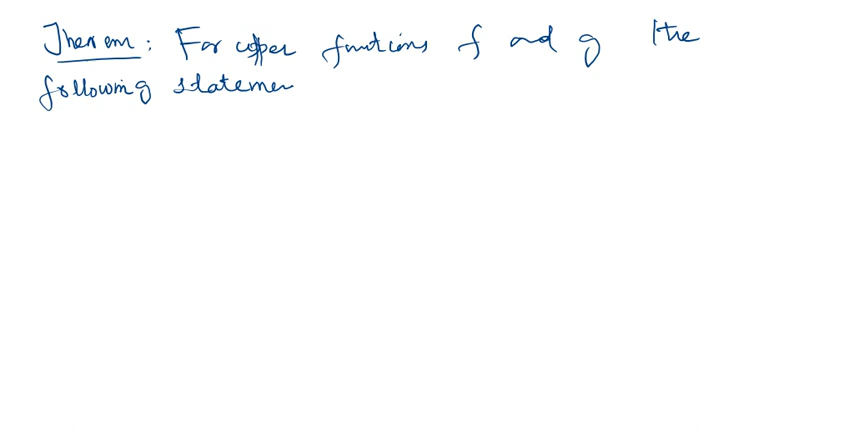 Theorem: For upper functions f and g the
following statemen